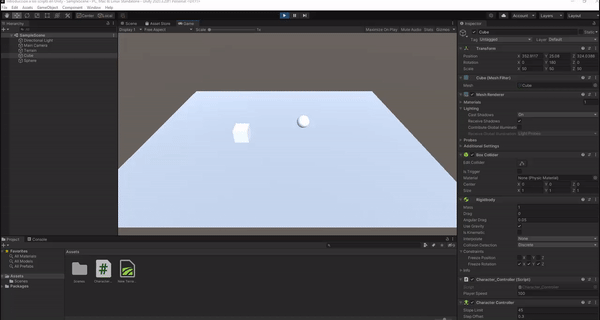 File Edit Assets GameObject Component Window Help
Account
Layers
Layout
Hierarchy
Scene
Asset Store
Game
Inspector
Free Aspect
Scale
Maximize On Play
Mute Audio
Stats
Gizmos
SampleScene
Directional Light
Main Camera
Terrain
Cube
Sphere
Cube
Static
Tag Untagged
Layer Default
Transform
Position
Rotation
Scale
Cube (Mesh Filter)
Mesh
Cube
Mesh Renderer
Materials
1
Lighting
Cast Shadows
On
Receive Shadows
Contribute Global Illuminati
Probes
Additional Settings
Box Collider
Edit Collider
Is Trigger
Material
None (Physic Material)
Center
Size
Rigidbody
Mass
1
Drag
0
Angular Drag
0.05
Use Gravity
Is Kinematic
Interpolate
None
Collision Detection
Discrete
Constraints
Freeze Position
X Y Z
Freeze Rotation
X Y Z
Info
Character_Controller (Script)
Script
Character_Controller
Player Speed
100
Character Controller
Slope Limit
45
Step Offset
0.3
Project
Console
Favorites
All Materials
All Models
All Prefabs
Assets
Scenes
Packages
Assets
Scenes
Character...
New Terra...